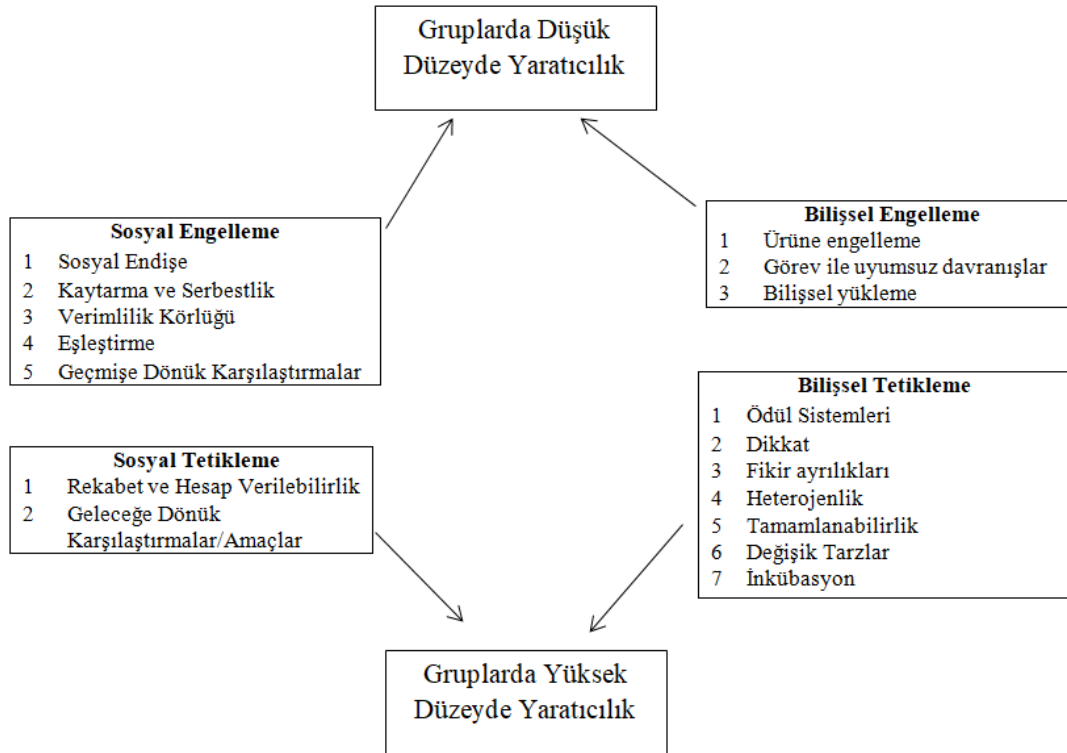 Gruplarda Düşük
Düzeyde Yaratıcılık
Sosyal Engelleme
1 Sosyal Endişe
2 Kaytarma ve Serbestlik
3 Verimlilik Körlüğü
4 Eşleştirme
5 Geçmişe Dönük Karşılaştırmalar
Bilişsel Engelleme
1 Ürüne engelleme
2 Görev ile uyumsuz davranışlar
3 Bilişsel yükleme
Sosyal Tetikleme
1 Rekabet ve Hesap Verilebilirlik
2 Geleceğe Dönük
Karşılaştırmalar/Amaçlar
Bilişsel Tetikleme
1 Ödül Sistemleri
2 Dikkat
3 Fikir ayrılıkları
4 Heterojenlik
5 Tamamlanabilirlik
6 Değişik Tarzlar
7 İnkübasyon
Gruplarda Yüksek
Düzeyde Yaratıcılık